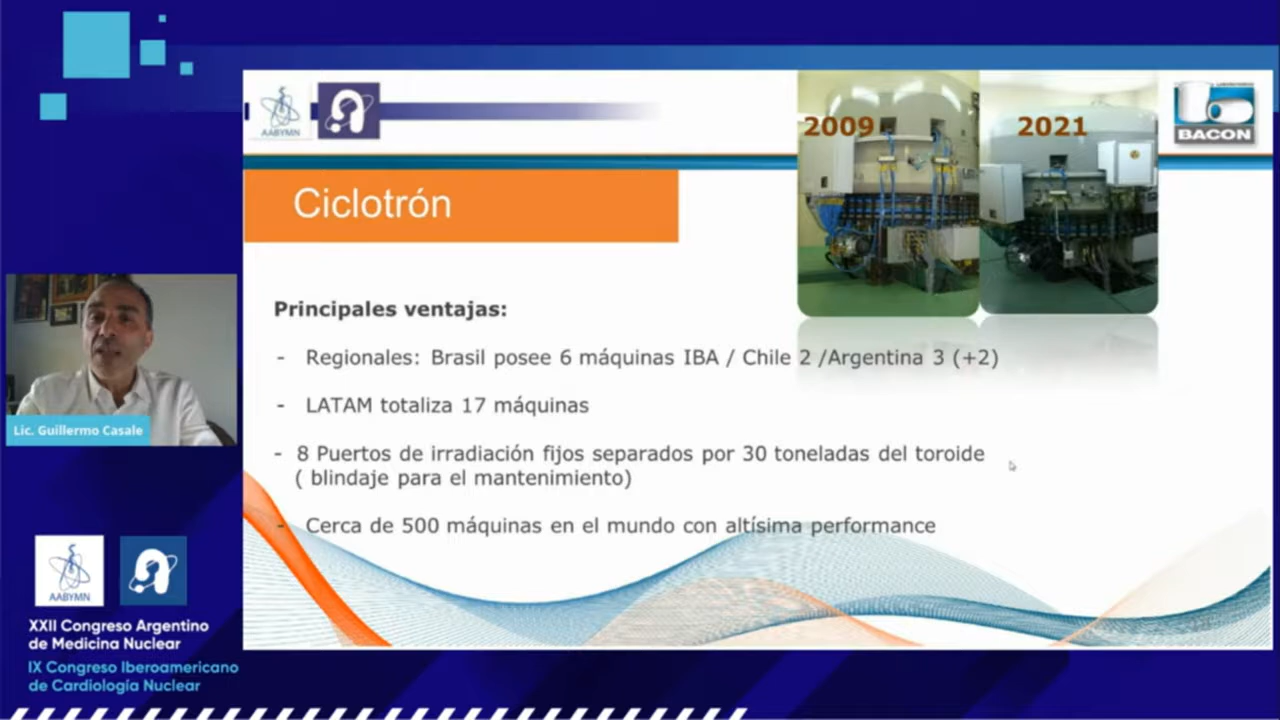 AABYMN
2009
2021
BACON
Ciclotrón
Principales ventajas:
- Regionales: Brasil posee 6 máquinas IBA / Chile 2 /Argentina 3 (+2)
- LATAM totaliza 17 máquinas
- 8 Puertos de irradiación fijos separados por 30 toneladas del toroide
( blindaje para el mantenimiento)
- Cerca de 500 máquinas en el mundo con altísima performance
Lic. Guillermo Casale
AABYMN
XXII Congreso Argentino
de Medicina Nuclear
IX Congreso Iberoamericano
de Cardiología Nuclear